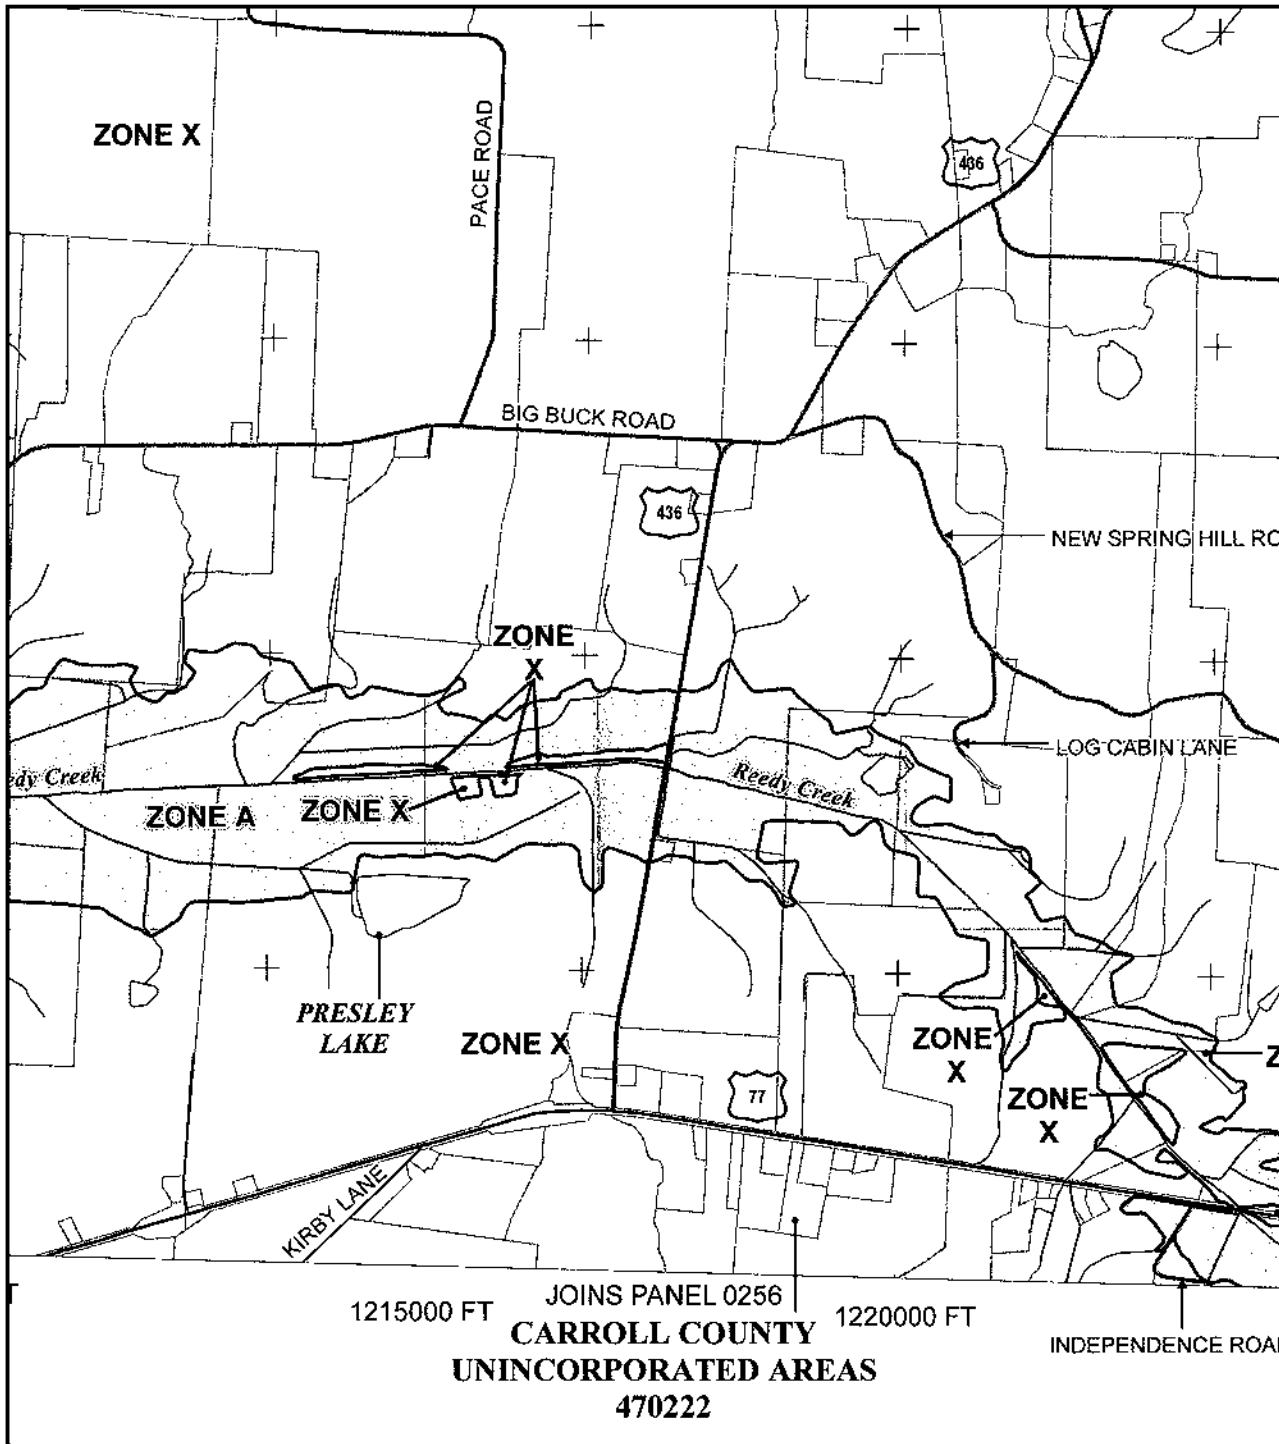 ZONE X
PACE ROAD
436
BIG BUCK ROAD
436
NEW SPRING HILL RO
ZONE
X
LOG CABIN LANE
edy Creek
Reedy Creek
ZONE A
ZONE X
PRESLEY
LAKE
ZONE X
ZONE
X
Z
77
ZONE
X
KIRBY LANE
T
1215000 FT
JOINS PANEL 0256
1220000 FT
CARROLL COUNTY
UNINCORPORATED AREAS
470222
INDEPENDENCE ROAD